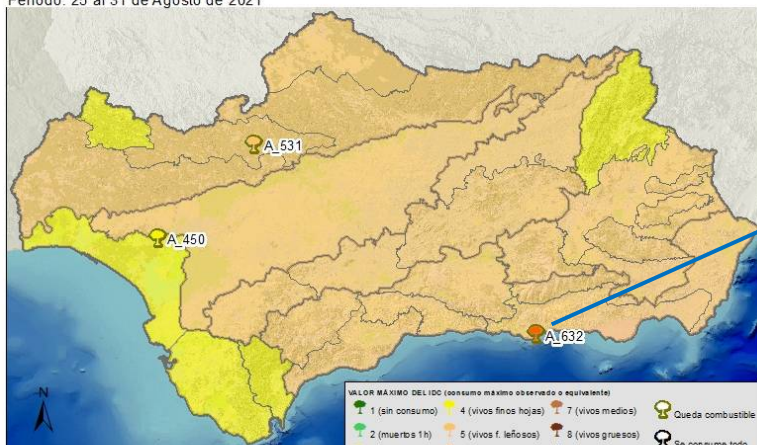 Periodo: 25 al 31 de Agosto de 2021
A_531
A_450
A_632
N
VALOR MÁXIMO DEL IDC (consumo máximo observado o equivalente)
1 (sin consumo) 4 (vivos finos hojas) 7 (vivos medios) Queda combustible
2 (muertos 1h) 5 (vivos f. leñosos) 8 (vivos gruesos) Se consume todo